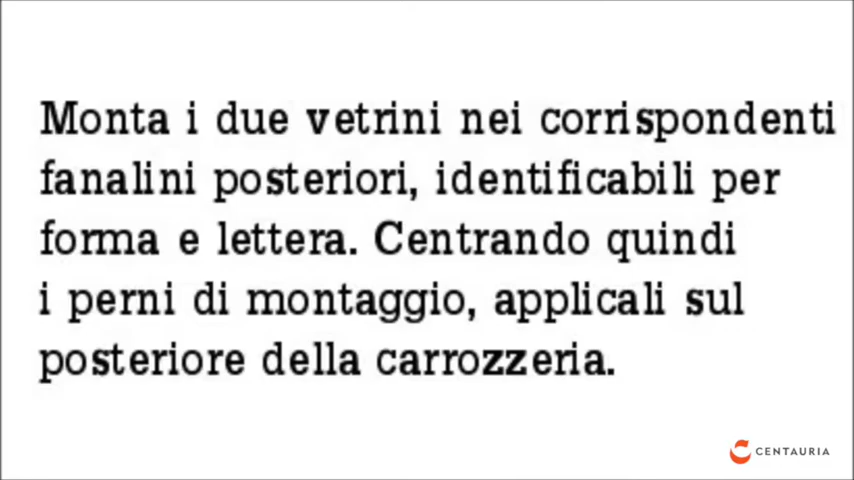 Monta i due vetrini nei corrispondenti
fanalini posteriori, identificabili per
forma e lettera. Centrando quindi
i perni di montaggio, applicali sul
posteriore della carrozzeria.
CENTAURIA